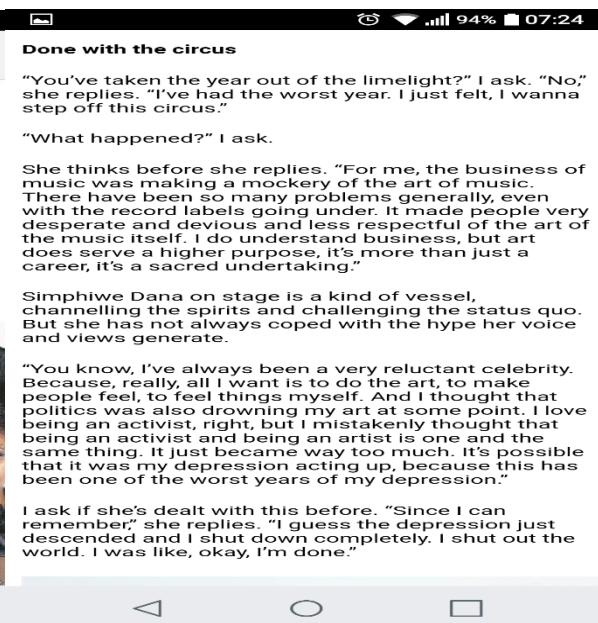 94% 07:24
Done with the circus
“You’ve taken the year out of the limelight?” I ask. “No,”
she replies. “I’ve had the worst year. I just felt, I wanna
step off this circus.”
“What happened?” I ask.
She thinks before she replies. “For me, the business of
music was making a mockery of the art of music.
There have been so many problems generally, even
with the record labels going under. It made people very
desperate and devious and less respectful of the art of
the music itself. I do understand business, but art
does serve a higher purpose, it’s more than just a
career, it’s a sacred undertaking.”
Simphiwe Dana on stage is a kind of vessel,
channelling the spirits and challenging the status quo.
But she has not always coped with the hype her voice
and views generate.
“You know, I’ve always been a very reluctant celebrity.
Because, really, all I want is to do the art, to make
people feel, to feel things myself. And I thought that
politics was also drowning my art at some point. I love
being an activist, right, but I mistakenly thought that
being an activist and being an artist is one and the
same thing. It just became way too much. It’s possible
that it was my depression acting up, because this has
been one of the worst years of my depression.”
I ask if she’s dealt with this before. “Since I can
remember,” she replies. “I guess the depression just
descended and I shut down completely. I shut out the
world. I was like, okay, I’m done.”